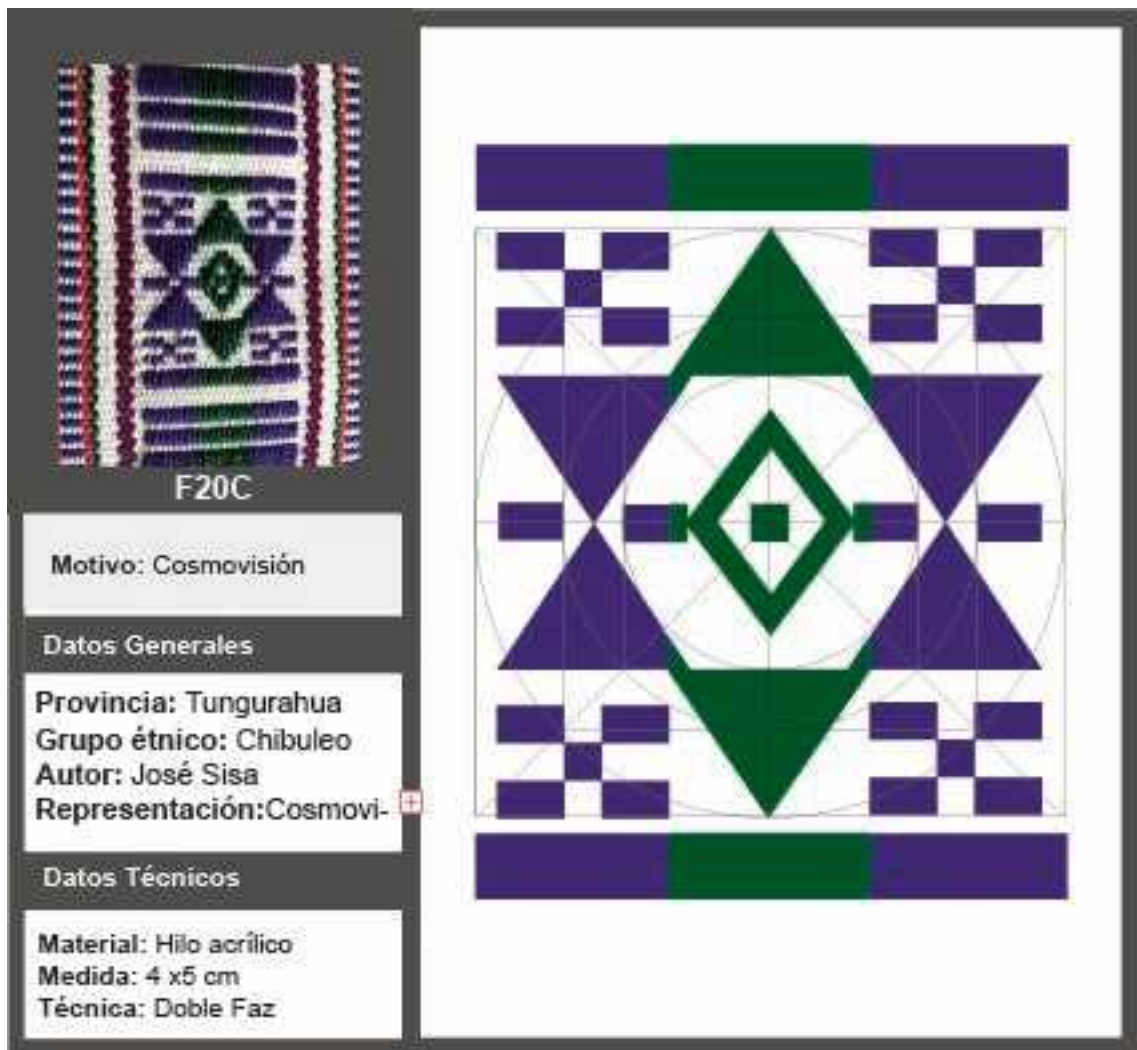 F20C
Motivo: Cosmovisión
Datos Generales
Provincia: Tungurahua
Grupo étnico: Chibuleo
Autor: José Sisa
Representación:Cosmovi-
Datos Técnicos
Material: Hilo acrílico
Medida: 4 x5 cm
Técnica: Doble Faz